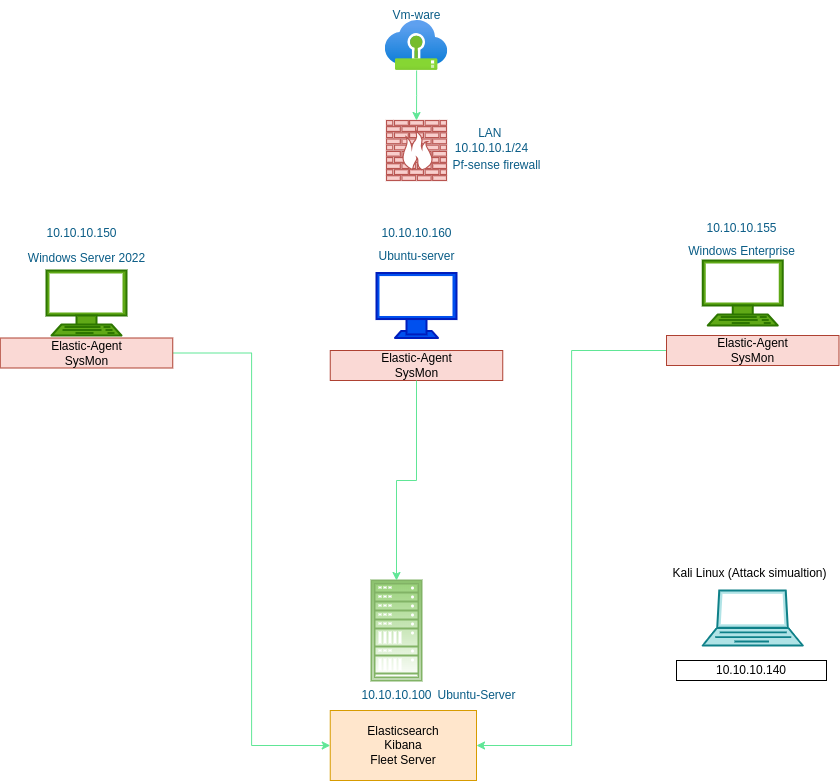 Vm-ware
LAN
10.10.10.1/24
Pf-sense firewall
10.10.10.150
Windows Server 2022
Elastic-Agent
SysMon
10.10.10.160
Ubuntu-server
Elastic-Agent
SysMon
10.10.10.155
Windows Enterprise
Elastic-Agent
SysMon
Kali Linux (Attack simualtion)
10.10.10.140
10.10.10.100 Ubuntu-Server
Elasticsearch
Kibana
Fleet Server